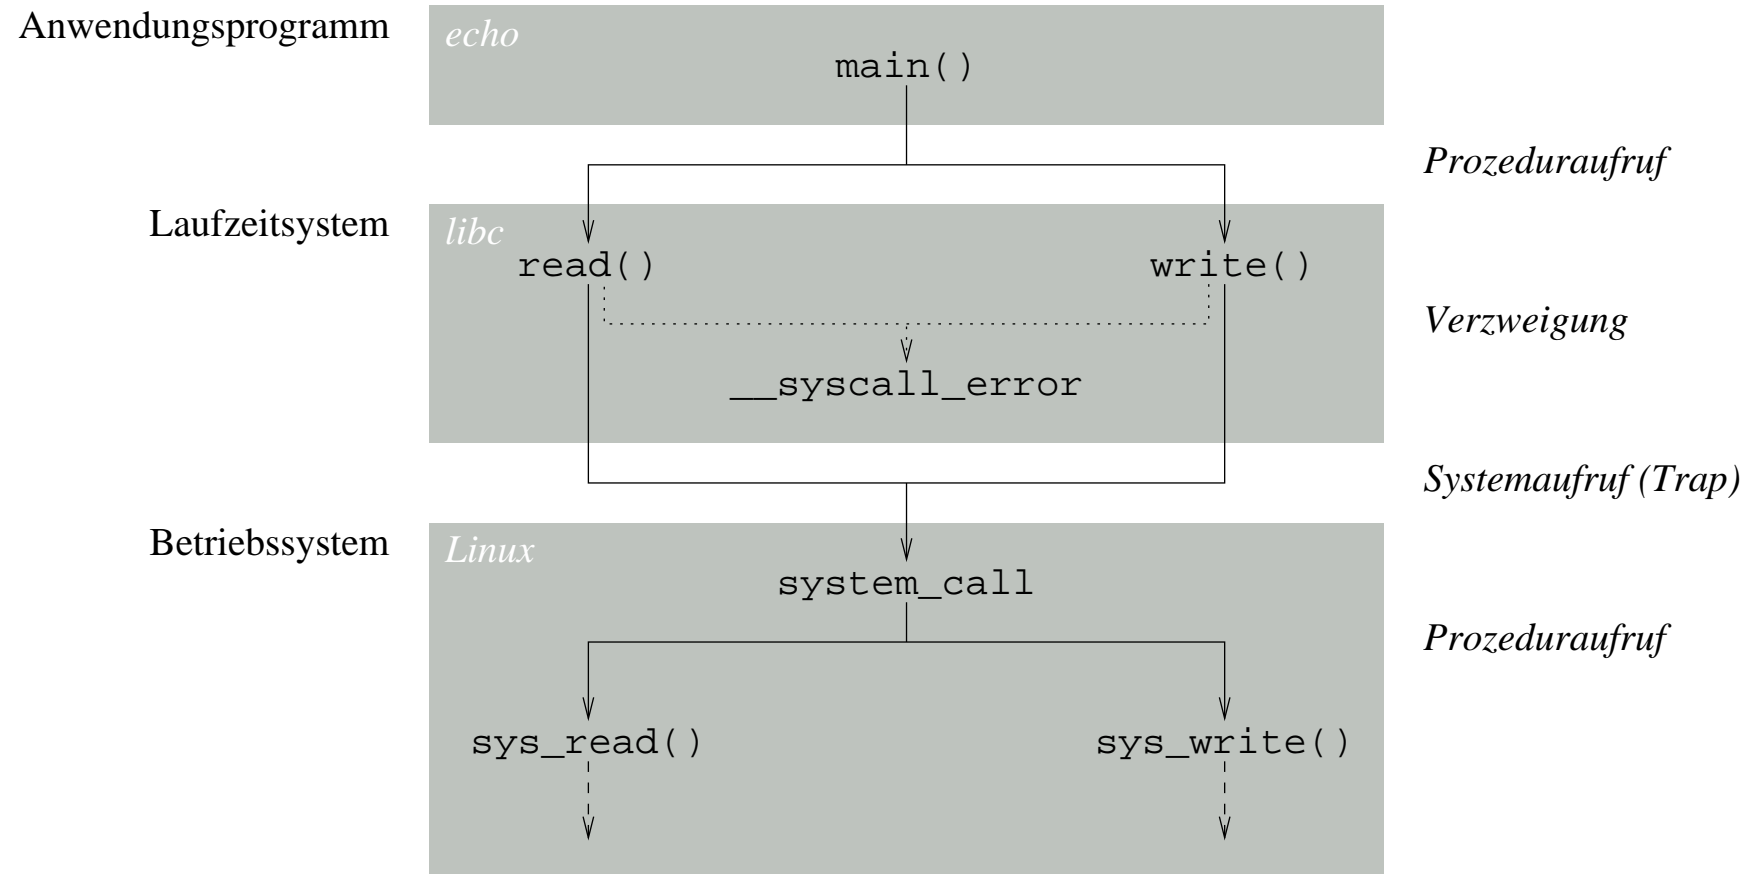 Anwendungsprogramm
echo
main()
Prozeduraufruf
Laufzeitsystem
libc
read()
write()
Verzweigung
__syscall_error
Systemaufruf (Trap)
Betriebssystem
Linux
system_call
Prozeduraufruf
sys_read()
sys_write()